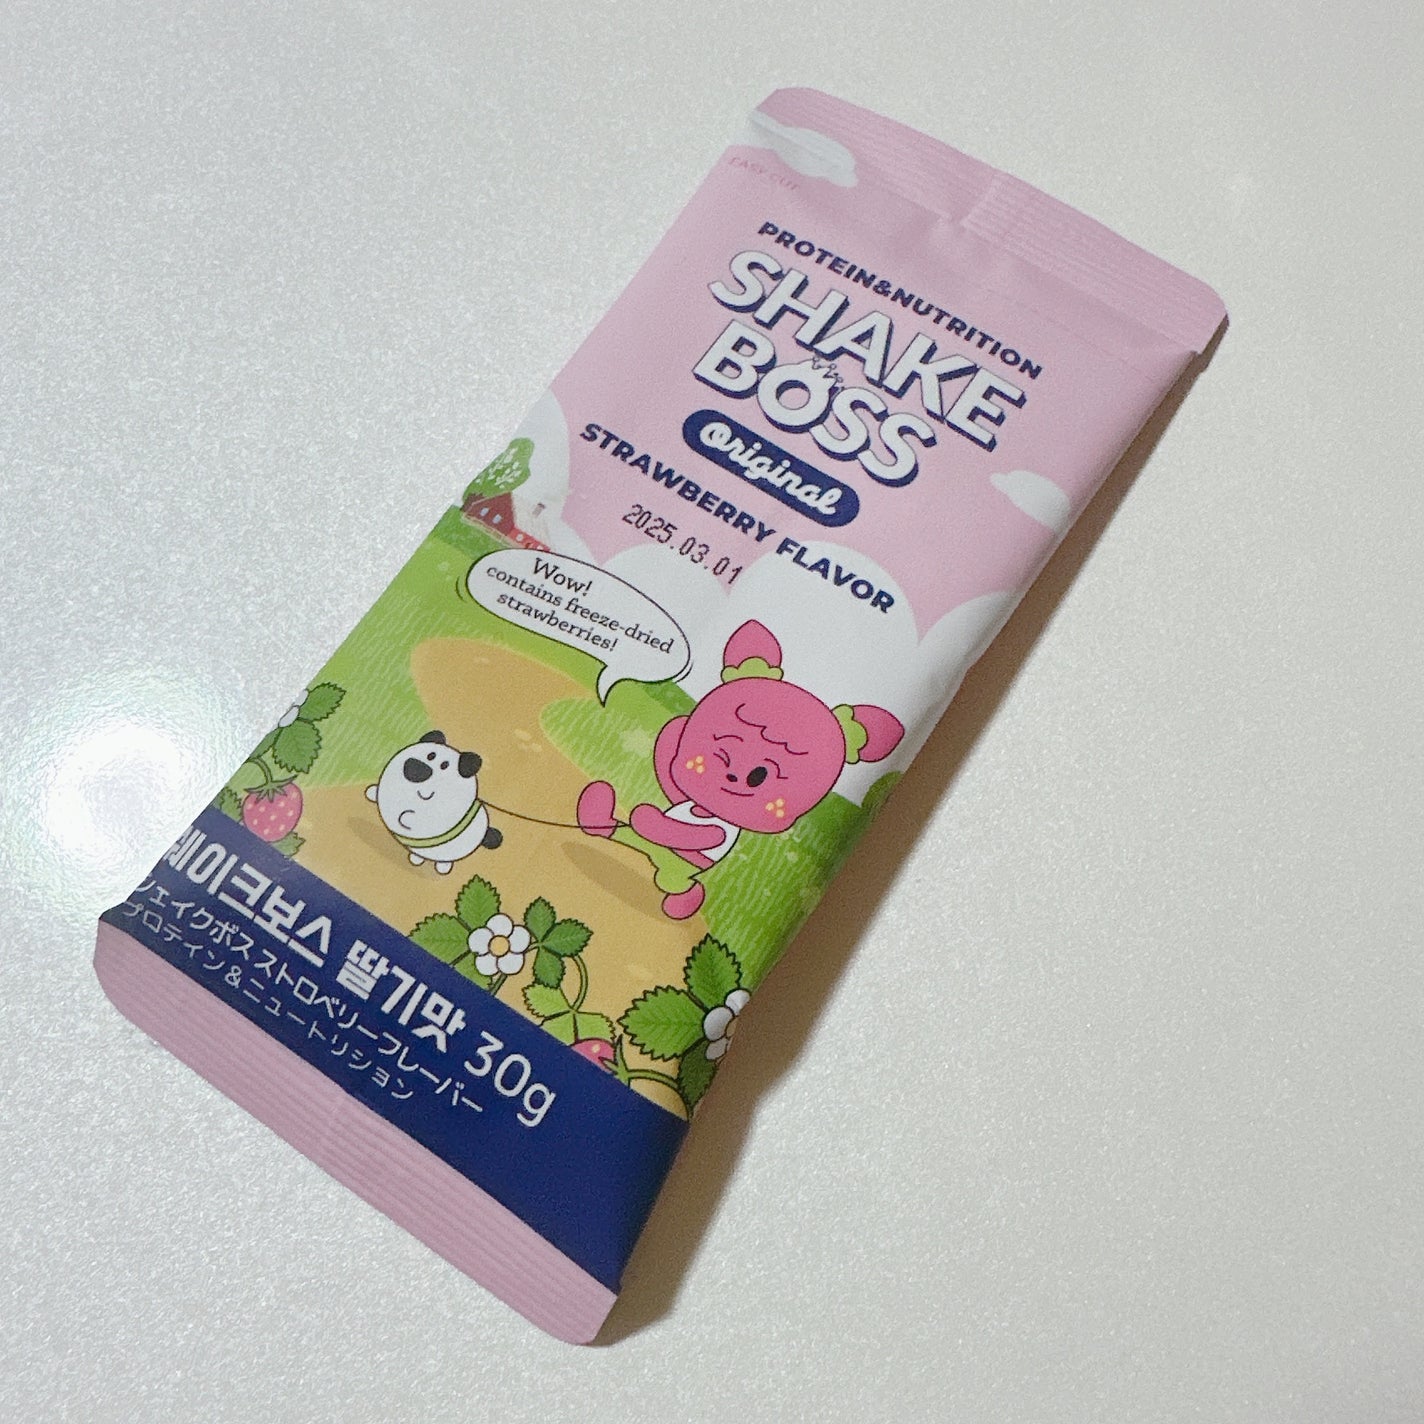 EASY CUT
PROTEIN&NUTRITION
SHAKE
BOSS
Original
STRAWBERRY FLAVOR
2025.03.01
Wow!
contains freeze-dried
strawberries!
쉐이크보스 딸기맛 30g
シェイクボス ストロベリーフレーバー
プロテイン&ニュートリション